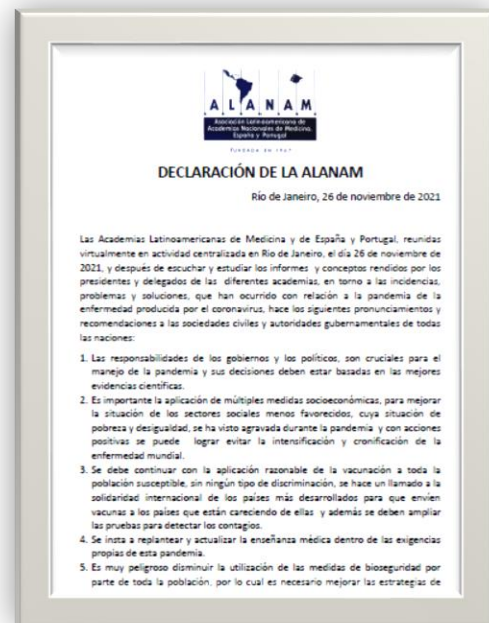 ALANAM
Asociación Latinoamericana de
Academias Nacionales de Medicina,
España y Portugal
FUNDADA EN 1967
DECLARACIÓN DE LA ALANAM
Río de Janeiro, 26 de noviembre de 2021
Las Academias Latinoamericanas de Medicina y de España y Portugal, reunidas
virtualmente en actividad centralizada en Rio de Janeiro, el día 26 de noviembre de
2021, y después de escuchar y estudiar los informes y conceptos rendidos por los
presidentes y delegados de las diferentes academias, en torno a las incidencias,
problemas y soluciones, que han ocurrido con relación a la pandemia de la
enfermedad producida por el coronavirus, hace los siguientes pronunciamientos y
recomendaciones a las sociedades civiles y autoridades gubernamentales de todas
las naciones:
1. Las responsabilidades de los gobiernos y los políticos, son cruciales para el
manejo de la pandemia y sus decisiones deben estar basadas en las mejores
evidencias científicas.
2. Es importante la aplicación de múltiples medidas socioeconómicas, para mejorar
la situación de los sectores sociales menos favorecidos, cuya situación de
pobreza y desigualdad, se ha visto agravada durante la pandemia y con acciones
positivas se puede lograr evitar la intensificación y cronificación de la
enfermedad mundial.
3. Se debe continuar con la aplicación razonable de la vacunación a toda la
población susceptible, sin ningún tipo de discriminación, se hace un llamado a la
solidaridad internacional de los países más desarrollados para que envíen
vacunas a los países que están careciendo de ellas y además se deben ampliar
las pruebas para detectar los contagios.
4. Se insta a replantear y actualizar la enseñanza médica dentro de las exigencias
propias de esta pandemia.
5. Es muy peligroso disminuir la utilización de las medidas de bioseguridad por
parte de toda la población, por lo cual es necesario mejorar las estrategias de